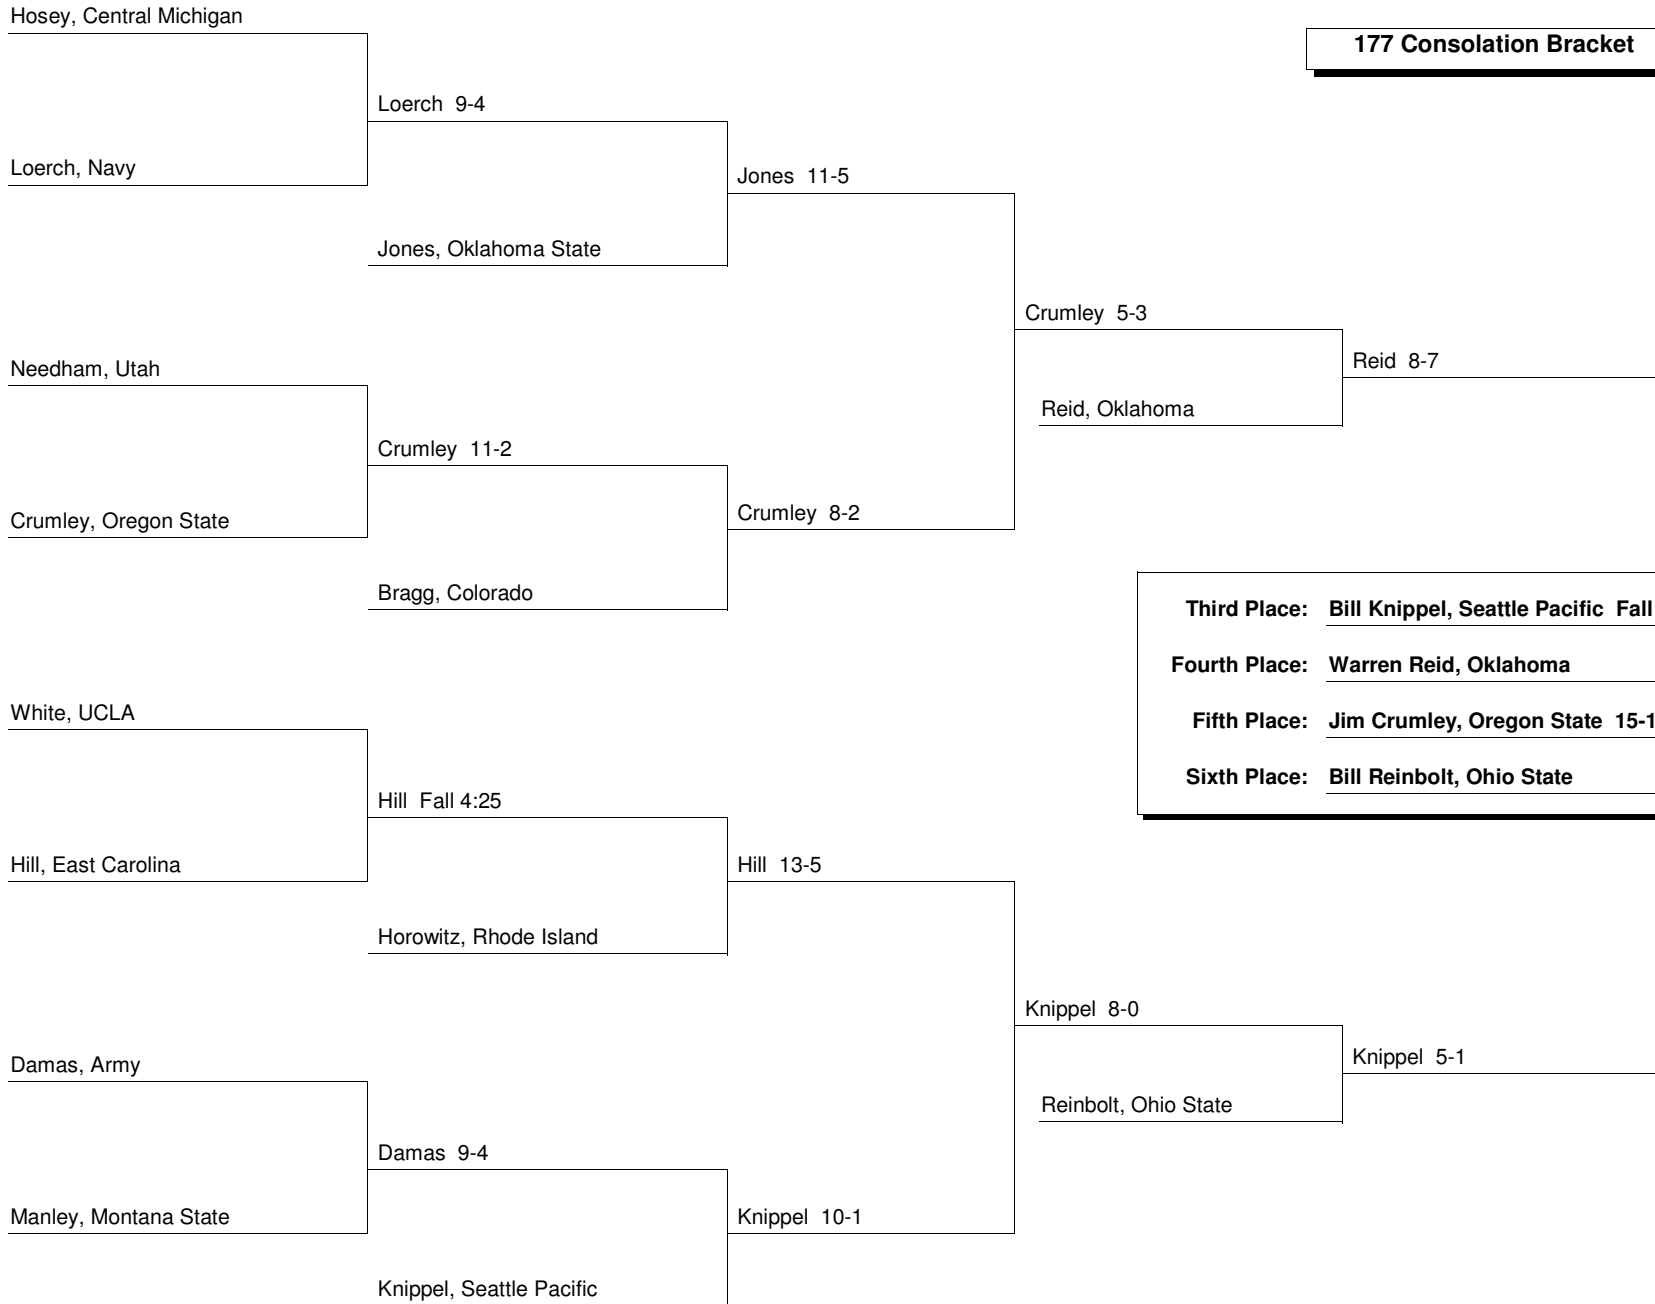 Hosey, Central Michigan
177 Consolation Bracket
Loerch 9-4
Loerch, Navy
Jones 11-5
Jones, Oklahoma State
Crumley 5-3
Needham, Utah
Reid 8-7
Reid, Oklahoma
Crumley 11-2
Crumley, Oregon State
Crumley 8-2
Bragg, Colorado
Third Place: Bill Knippel, Seattle Pacific Fall
Fourth Place: Warren Reid, Oklahoma
Fifth Place: Jim Crumley, Oregon State 15-1
Sixth Place: Bill Reinbolt, Ohio State
White, UCLA
Hill Fall 4:25
Hill, East Carolina
Hill 13-5
Horowitz, Rhode Island
Knippel 8-0
Damas, Army
Knippel 5-1
Reinbolt, Ohio State
Damas 9-4
Manley, Montana State
Knippel 10-1
Knippel, Seattle Pacific